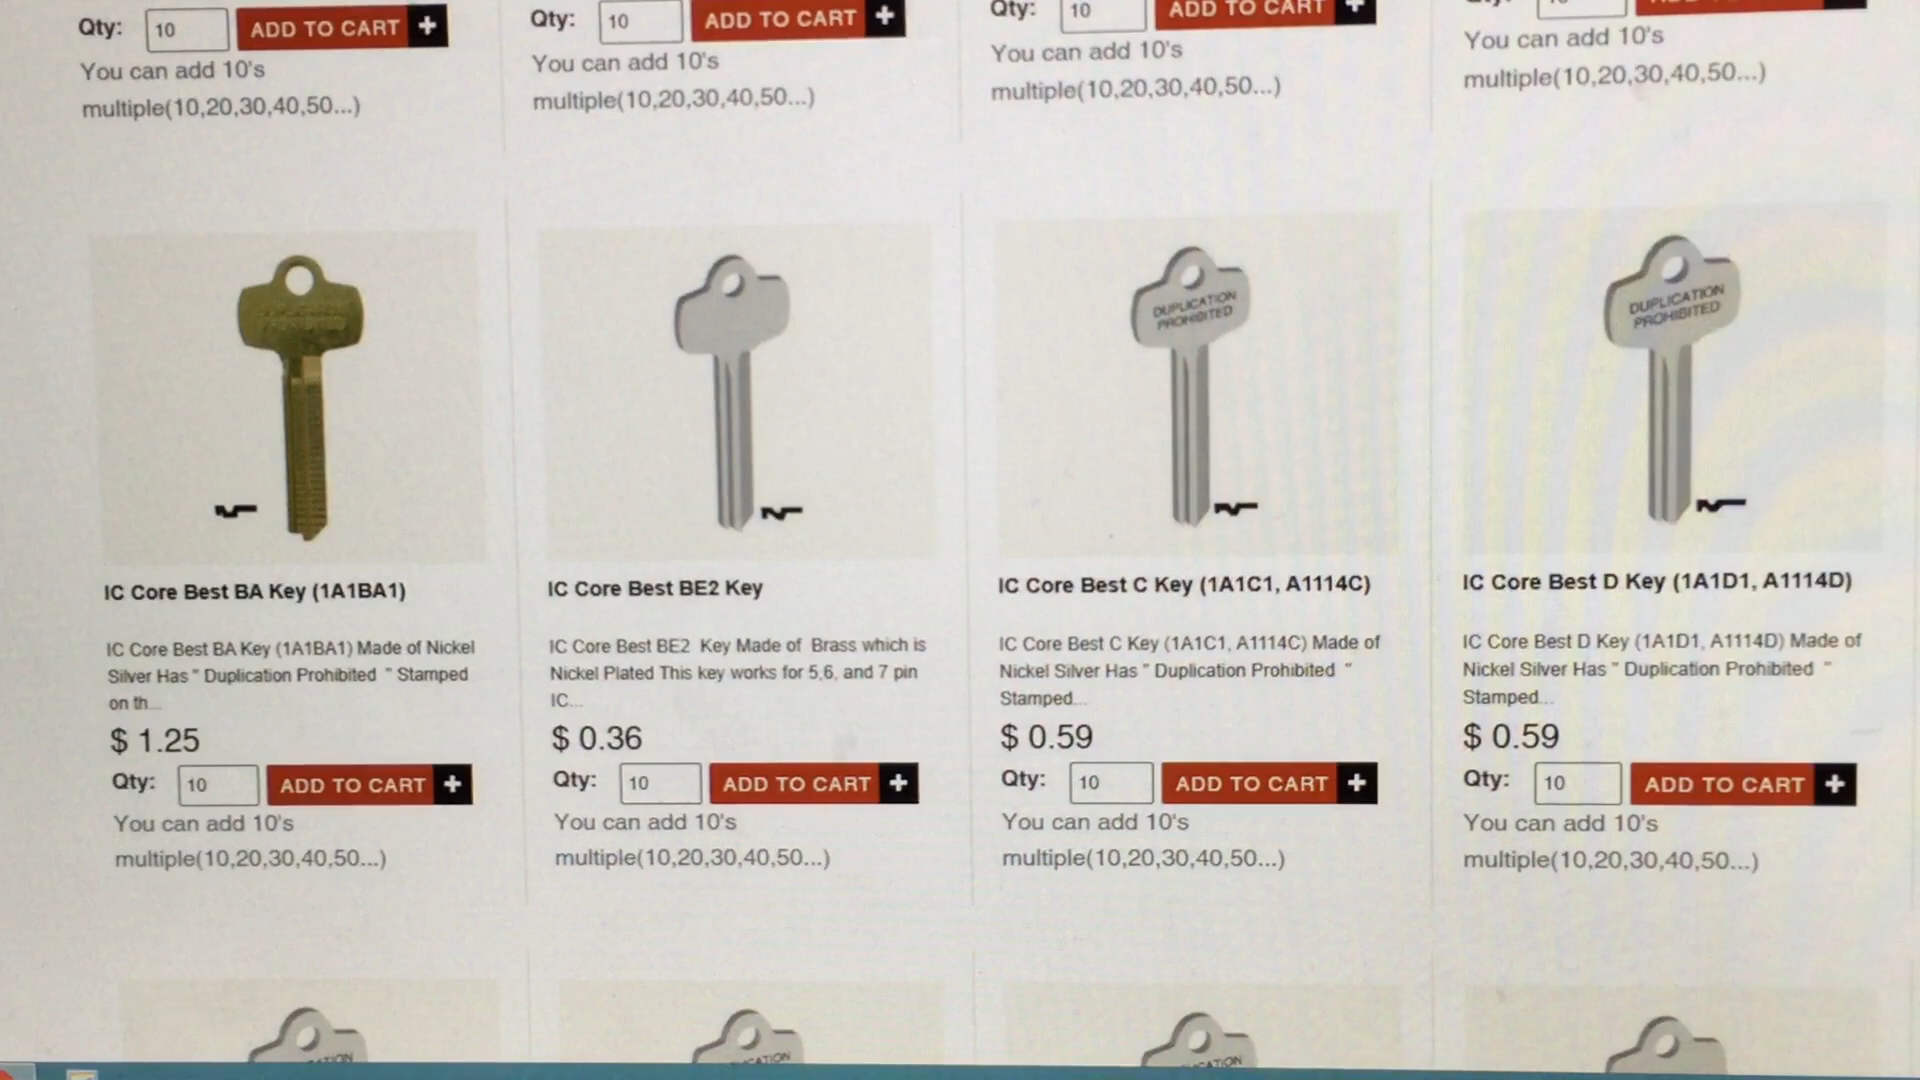 Qty: 10 ADD TO CART +
You can add 10's
multiple(10,20,30,40,50...)
Qty: 10 ADD TO CART +
You can add 10's
multiple(10,20,30,40,50...)
Qty: 10 ADD TO CART +
You can add 10's
multiple(10,20,30,40,50...)
You can add 10's
multiple(10,20,30,40,50...)
IC Core Best BA Key (1A1BA1)
IC Core Best BA Key (1A1BA1) Made of Nickel
Silver Has " Duplication Prohibited " Stamped
on th...
$ 1.25
Qty: 10 ADD TO CART +
You can add 10's
multiple(10,20,30,40,50...)
IC Core Best BE2 Key
IC Core Best BE2 Key Made of Brass which is
Nickel Plated This key works for 5,6, and 7 pin
IC...
$ 0.36
Qty: 10 ADD TO CART +
You can add 10's
multiple(10,20,30,40,50...)
DUPLICATION
PROHIBITED
IC Core Best C Key (1A1C1, A1114C)
IC Core Best C Key (1A1C1, A1114C) Made of
Nickel Silver Has " Duplication Prohibited "
Stamped...
$ 0.59
Qty: 10 ADD TO CART +
You can add 10's
multiple(10,20,30,40,50...)
DUPLICATION
PROHIBITED
IC Core Best D Key (1A1D1, A1114D)
IC Core Best D Key (1A1D1, A1114D) Made of
Nickel Silver Has " Duplication Prohibited "
Stamped...
$ 0.59
Qty: 10 ADD TO CART +
You can add 10's
multiple(10,20,30,40,50...)